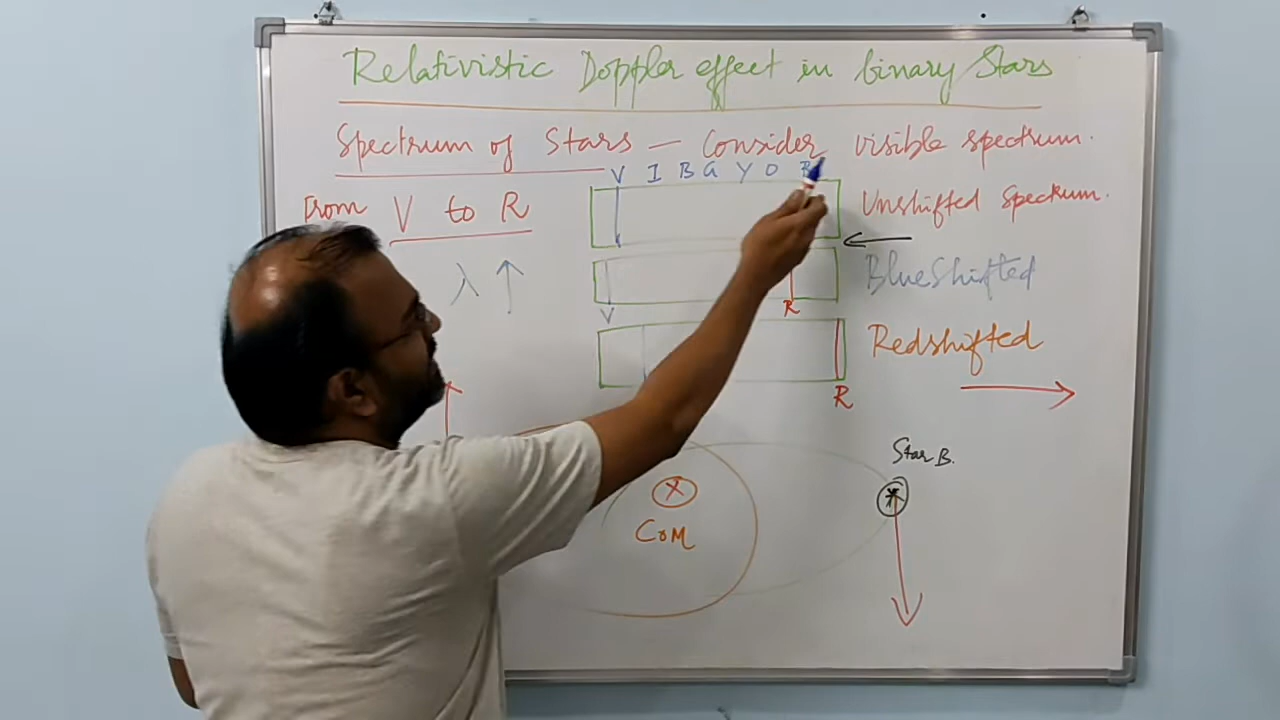 Relativistic Doppler effect in binary Stars
Spectrum of Stars — Consider visible spectrum.
V I B G Y O R
From V to R
Unshifted Spectrum.
λ ↑
BlueShifted
V
R
Redshifted
R
Star B.
X
CoM